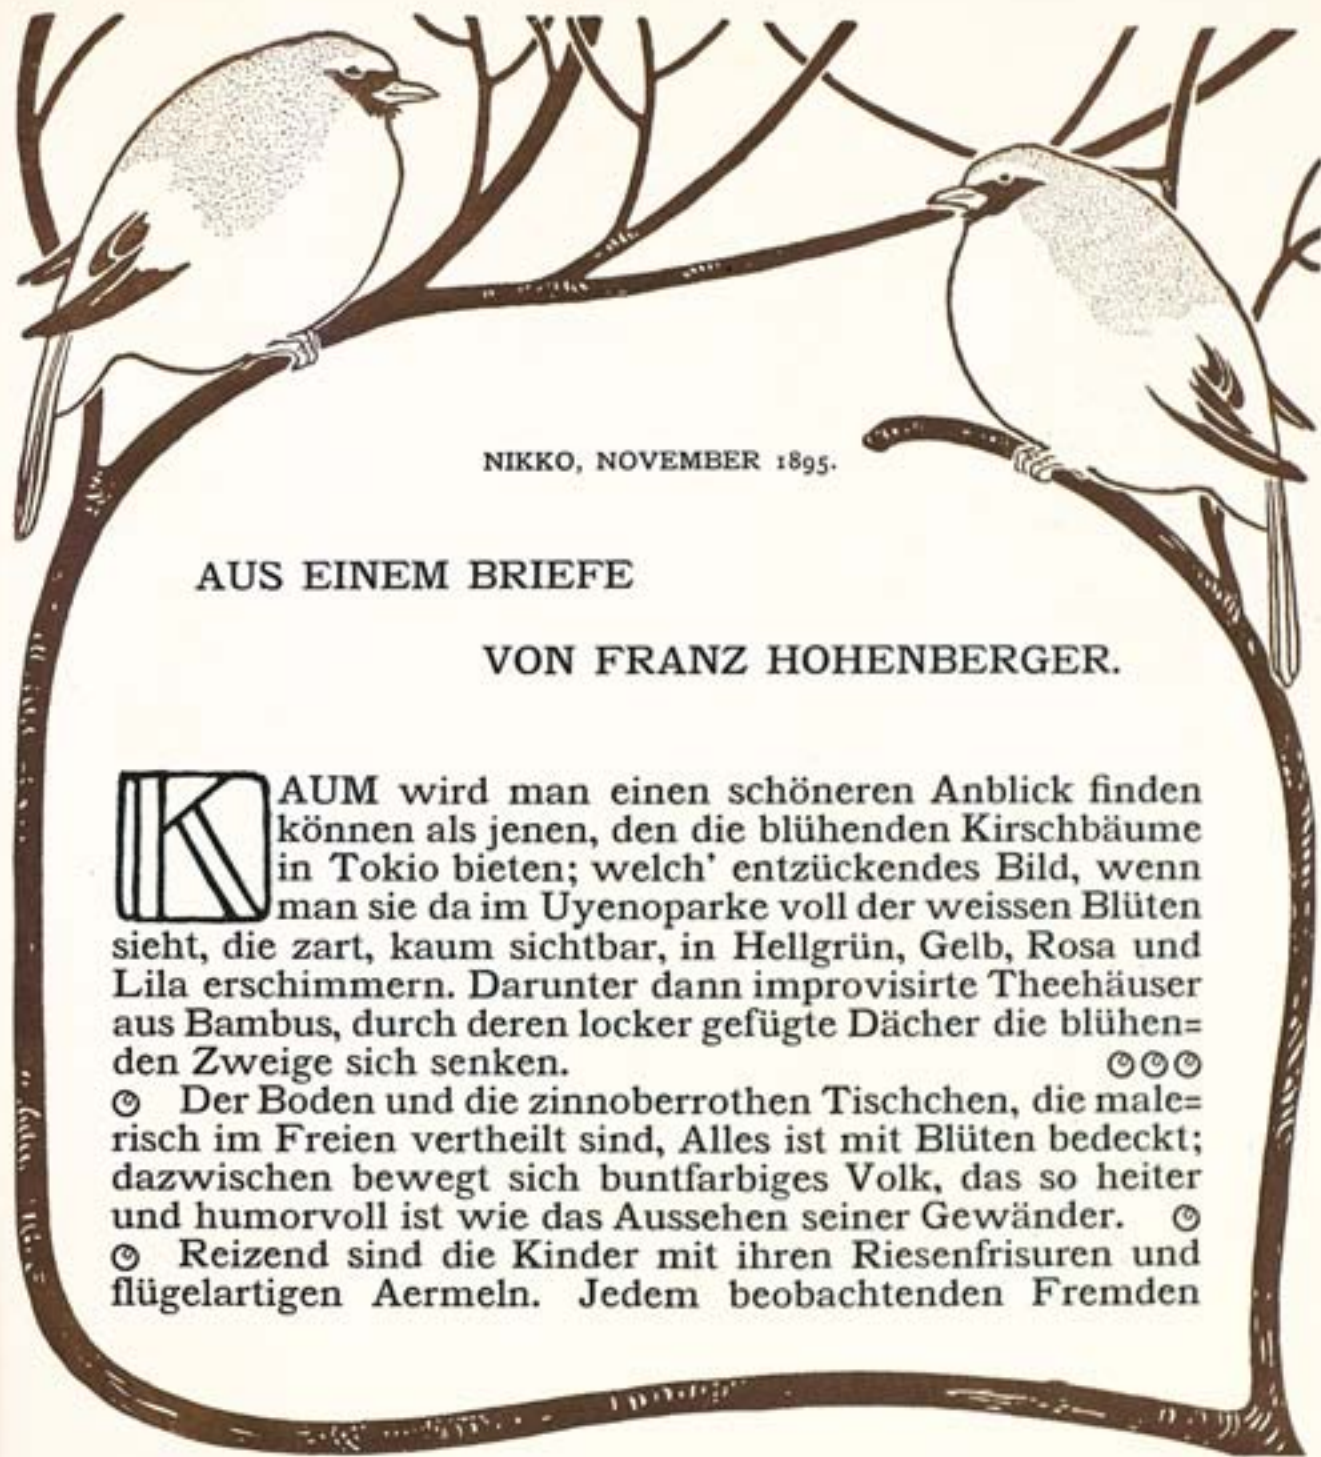 NIKKO, NOVEMBER 1895.
AUS EINEM BRIEFE
VON FRANZ HOHENBERGER.
KAUM wird man einen schöneren Anblick finden
können als jenen, den die blühenden Kirschbäume
in Tokio bieten; welch' entzückendes Bild, wenn
man sie da im Uyenoparke voll der weissen Blüten
sieht, die zart, kaum sichtbar, in Hellgrün, Gelb, Rosa und
Lila erschimmern. Darunter dann improvisirte Theehäuser
aus Bambus, durch deren locker gefügte Dächer die blühen=
den Zweige sich senken.
Der Boden und die zinnoberrothen Tischchen, die male=
risch im Freien vertheilt sind, Alles ist mit Blüten bedeckt;
dazwischen bewegt sich buntfarbiges Volk, das so heiter
und humorvoll ist wie das Aussehen seiner Gewänder.
Reizend sind die Kinder mit ihren Riesenfrisuren und
flügelartigen Aermeln. Jedem beobachtenden Fremden